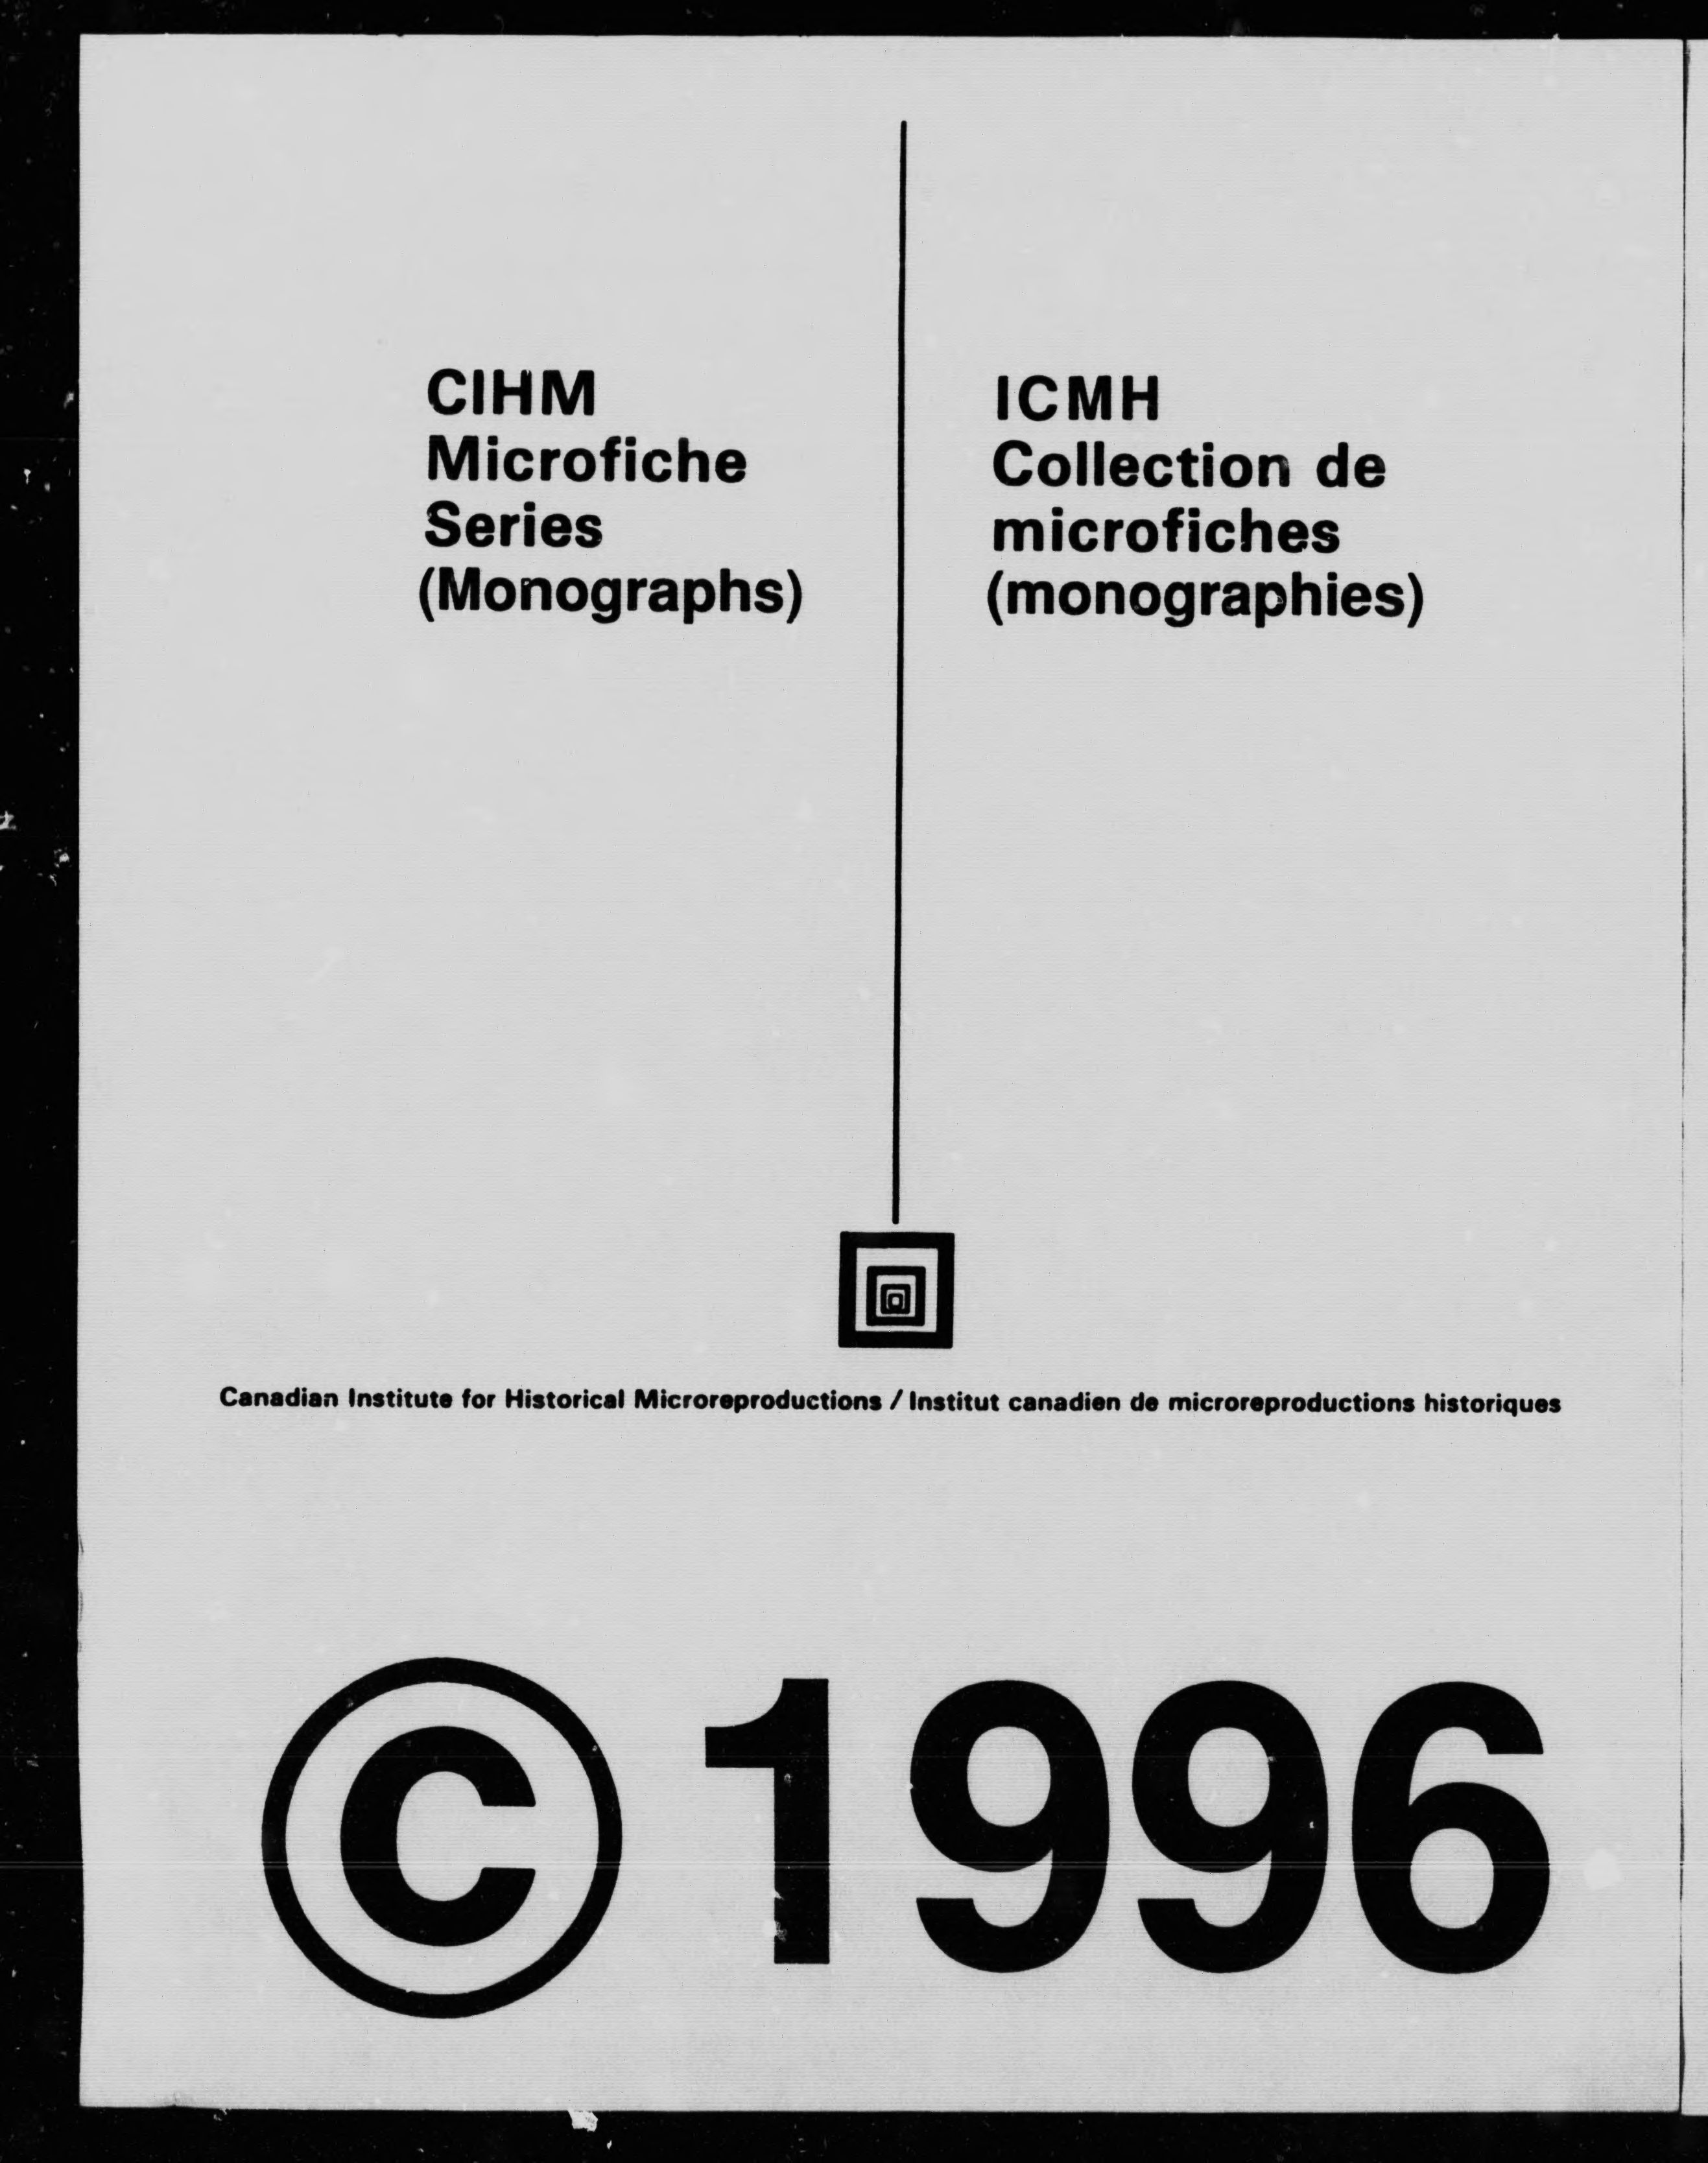 CIHM
Microfiche
Series
(Monographs)
ICMH
Collection de
microfiches
(monographies)
Canadian Institute for Historical Microreproductions / Institut canadien de microreproductions historiques
© 1996